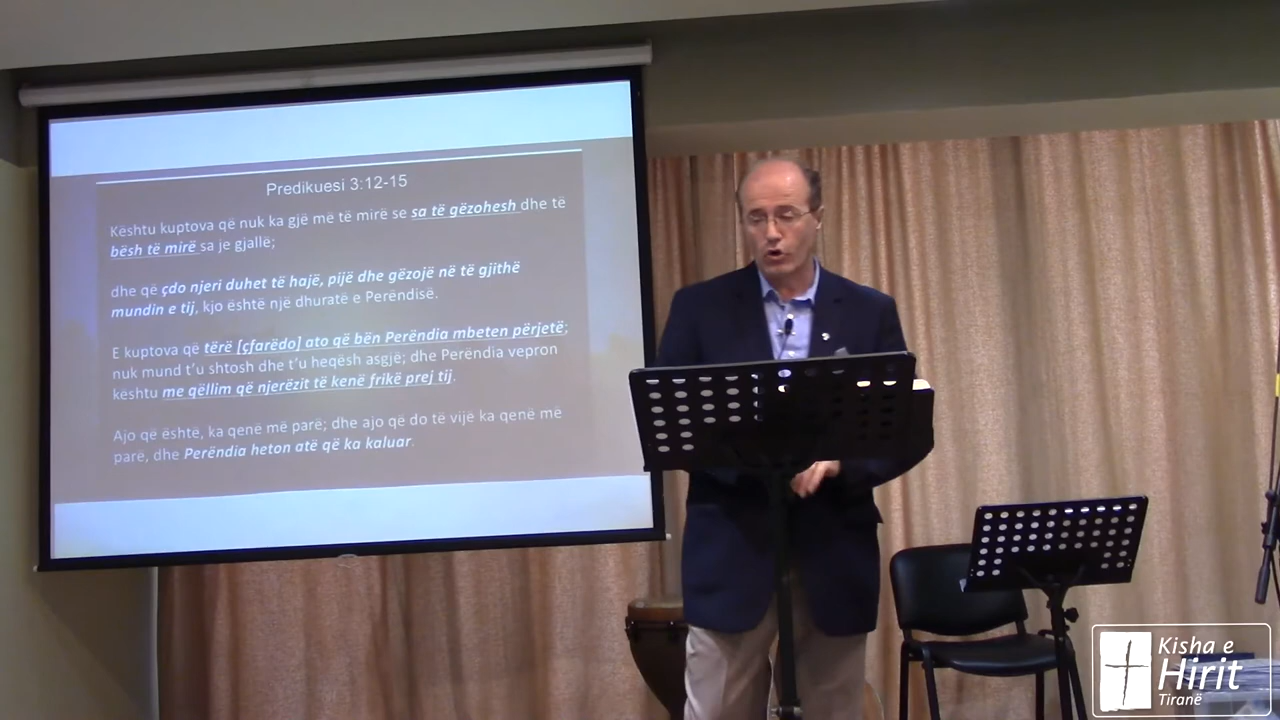 Predikuesi 3:12-15
Kështu kuptova që nuk ka gjë më të mirë se sa të gëzohesh dhe të
bësh të mirë sa je gjallë;
dhe që çdo njeri duhet të hajë, pijë dhe gëzojë në të gjithë
mundin e tij, kjo është një dhuratë e Perëndisë.
E kuptova që tërë [çfarëdo] ato që bën Perëndia mbeten përjetë;
nuk mund t’u shtosh dhe t’u heqësh asgjë; dhe Perëndia vepron
kështu me qëllim që njerëzit të kenë frikë prej tij.
Ajo që është, ka qenë më parë; dhe ajo që do të vijë ka qenë më
parë, dhe Perëndia heton atë që ka kaluar.
Kisha e
Hirit
Tiranë